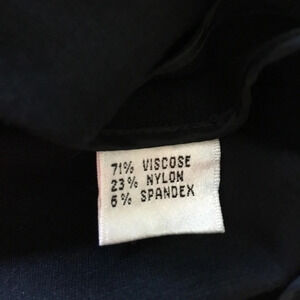 71% VISCOSE
23% NYLON
6% SPANDEX